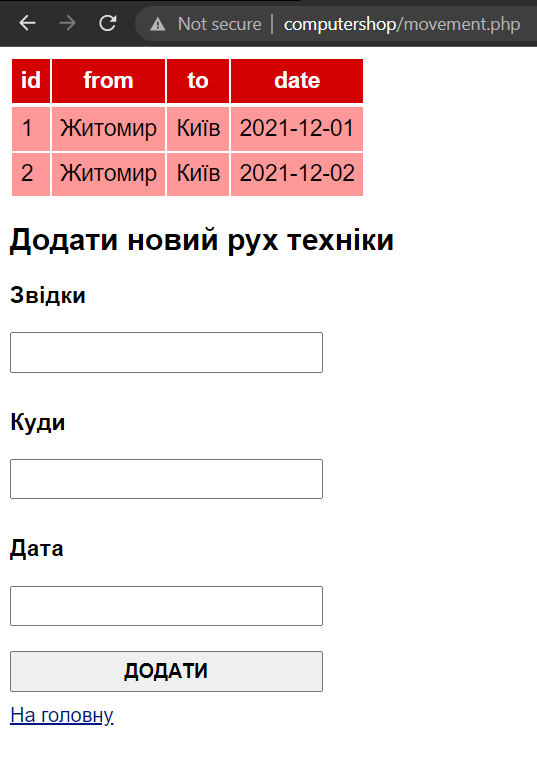 Not secure | computershop/movement.php
id from to date
1 Житомир Київ 2021-12-01
2 Житомир Київ 2021-12-02
Додати новий рух техніки
Звідки
Куди
Дата
ДОДАТИ
На головну